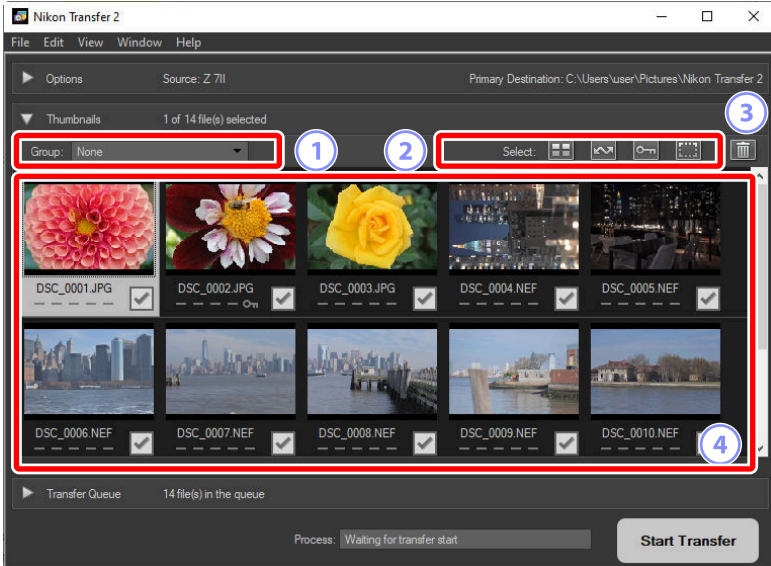 Nikon Transfer 2
File Edit View Window Help
Options Source: Z 7II Primary Destination: C:\Users\user\Pictures\Nikon Transfer 2
Thumbnails 1 of 14 file(s) selected
3
Group: None
1
2
Select:
DSC_0001.JPG DSC_0002.JPG DSC_0003.JPG DSC_0004.NEF DSC_0005.NEF
DSC_0006.NEF DSC_0007.NEF DSC_0008.NEF DSC_0009.NEF DSC_0010.NEF
4
Transfer Queue 14 file(s) in the queue
Process: Waiting for transfer start
Start Transfer